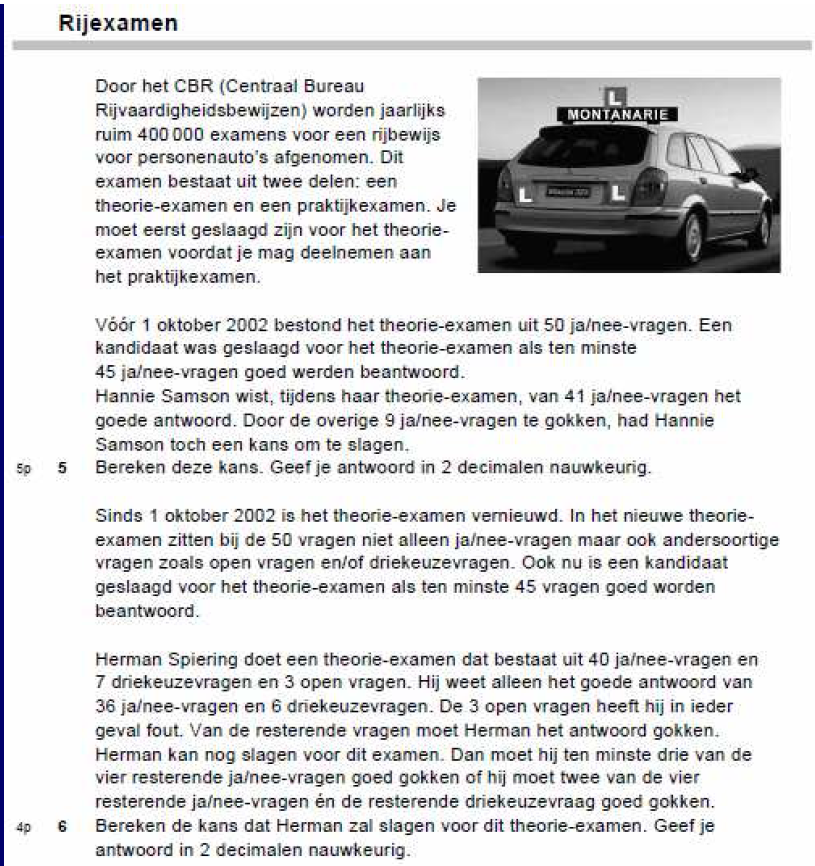 Rijexamen
Door het CBR (Centraal Bureau
Rijvaardigheidsbewijzen) worden jaarlijks
ruim 400 000 examens voor een rijbewijs
voor personenauto's afgenomen. Dit
examen bestaat uit twee delen: een
theorie-examen en een praktijkexamen. Je
moet eerst geslaagd zijn voor het theorie-
examen voordat je mag deelnemen aan
het praktijkexamen.
L
MONTANARIE
L
L
Vóór 1 oktober 2002 bestond het theorie-examen uit 50 ja/nee-vragen. Een
kandidaat was geslaagd voor het theorie-examen als ten minste
45 ja/nee-vragen goed werden beantwoord.
Hannie Samson wist, tijdens haar theorie-examen, van 41 ja/nee-vragen het
goede antwoord. Door de overige 9 ja/nee-vragen te gokken, had Hannie
Samson toch een kans om te slagen.
5p 5 Bereken deze kans. Geef je antwoord in 2 decimalen nauwkeurig.
Sinds 1 oktober 2002 is het theorie-examen vernieuwd. In het nieuwe theorie-
examen zitten bij de 50 vragen niet alleen ja/nee-vragen maar ook andersoortige
vragen zoals open vragen en/of driekeuzevragen. Ook nu is een kandidaat
geslaagd voor het theorie-examen als ten minste 45 vragen goed worden
beantwoord.
Herman Spiering doet een theorie-examen dat bestaat uit 40 ja/nee-vragen en
7 driekeuzevragen en 3 open vragen. Hij weet alleen het goede antwoord van
36 ja/nee-vragen en 6 driekeuzevragen. De 3 open vragen heeft hij in ieder
geval fout. Van de resterende vragen moet Herman het antwoord gokken.
Herman kan nog slagen voor dit examen. Dan moet hij ten minste drie van de
vier resterende ja/nee-vragen goed gokken of hij moet twee van de vier
resterende ja/nee-vragen én de resterende driekeuzevraag goed gokken.
4p 6 Bereken de kans dat Herman zal slagen voor dit theorie-examen. Geef je
antwoord in 2 decimalen nauwkeurig.